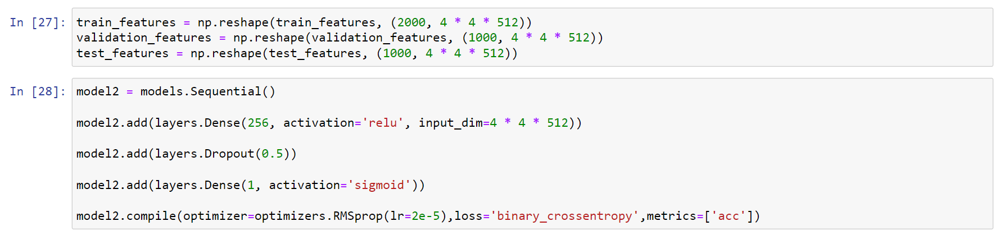 In [27]: train_features = np.reshape(train_features, (2000, 4 * 4 * 512))
validation_features = np.reshape(validation_features, (1000, 4 * 4 * 512))
test_features = np.reshape(test_features, (1000, 4 * 4 * 512))
In [28]: model2 = models.Sequential()
model2.add(layers.Dense(256, activation='relu', input_dim=4 * 4 * 512))
model2.add(layers.Dropout(0.5))
model2.add(layers.Dense(1, activation='sigmoid'))
model2.compile(optimizer=optimizers.RMSprop(lr=2e-5),loss='binary_crossentropy',metrics=['acc'])